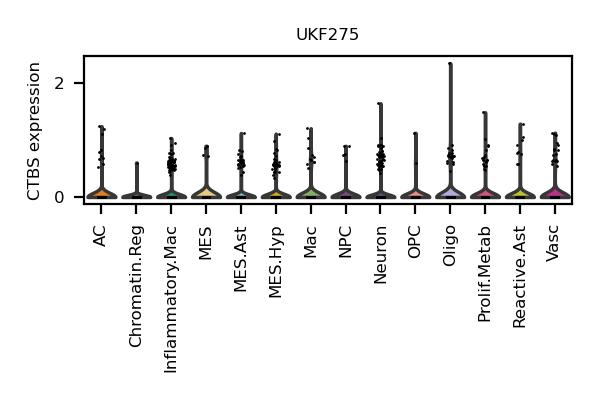 UKF275
CTBS expression
2
0
AC
Chromatin.Reg
Inflammatory.Mac
MES
MES.Ast
MES.Hyp
Mac
NPC
Neuron
OPC
Oligo
Prolif.Metab
Reactive.Ast
Vasc